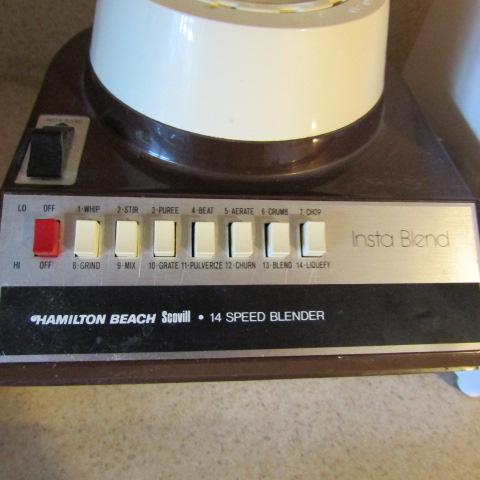 INSTA BLEND
LO OFF 1·WHIP 2·STIR 3·PUREE 4·BEAT 5·AERATE 6·CRUMB 7·CHOP
Insta Blend
HI OFF 8·GRIND 9·MIX 10·GRATE 11·PULVERIZE 12·CHURN 13·BLEND 14·LIQUEFY
HAMILTON BEACH Scovill • 14 SPEED BLENDER